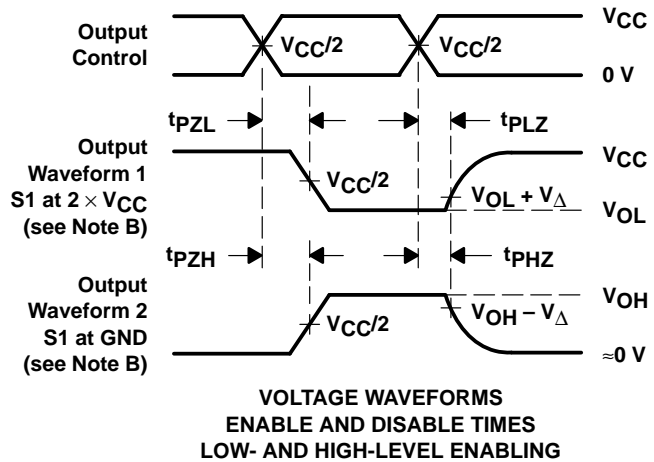 Output
Control
VCC/2
VCC/2
VCC
0 V
tPZL
tPLZ
Output
Waveform 1
S1 at 2 × VCC
(see Note B)
VCC/2
VCC
VOL + VΔ
VOL
tPZH
tPHZ
Output
Waveform 2
S1 at GND
(see Note B)
VCC/2
VOH
VOH − VΔ
≈0 V
VOLTAGE WAVEFORMS
ENABLE AND DISABLE TIMES
LOW- AND HIGH-LEVEL ENABLING